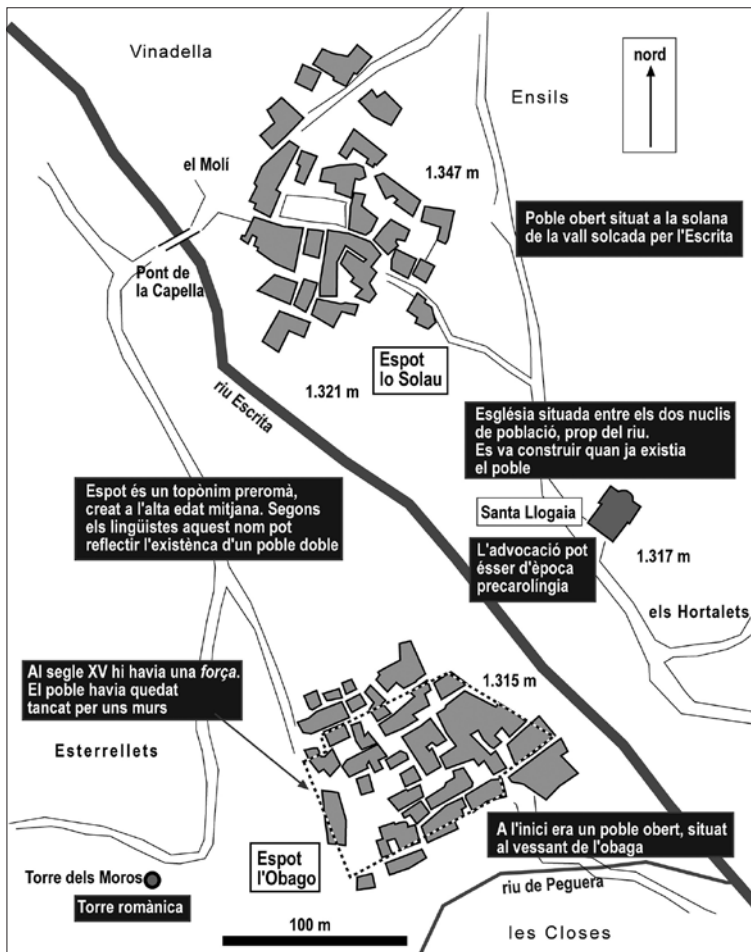 Vinadella
nord
Ensils
el Molí
1.347 m
Poble obert situat a la solana
de la vall solcada per l'Escrita
Pont de
la Capella
Espot
lo Solau
1.321 m
riu Escrita
Església situada entre els dos nuclis
de població, prop del riu.
Es va construir quan ja existia
el poble
Espot és un topònim preromà,
creat a l'alta edat mitjana. Segons
els lingüistes aquest nom pot
reflectir l'existènca d'un poble doble
Santa Llogaia
L'advocació pot
ésser d'època
precarolíngia
1.317 m
els Hortalets
Al segle XV hi havia una força.
El poble havia quedat
tancat per uns murs
1.315 m
Esterrellets
A l'inici era un poble obert, situat
al vessant de l'obaga
Espot
l'Obago
Torre dels Moros
Torre romànica
riu de Peguera
100 m
les Closes